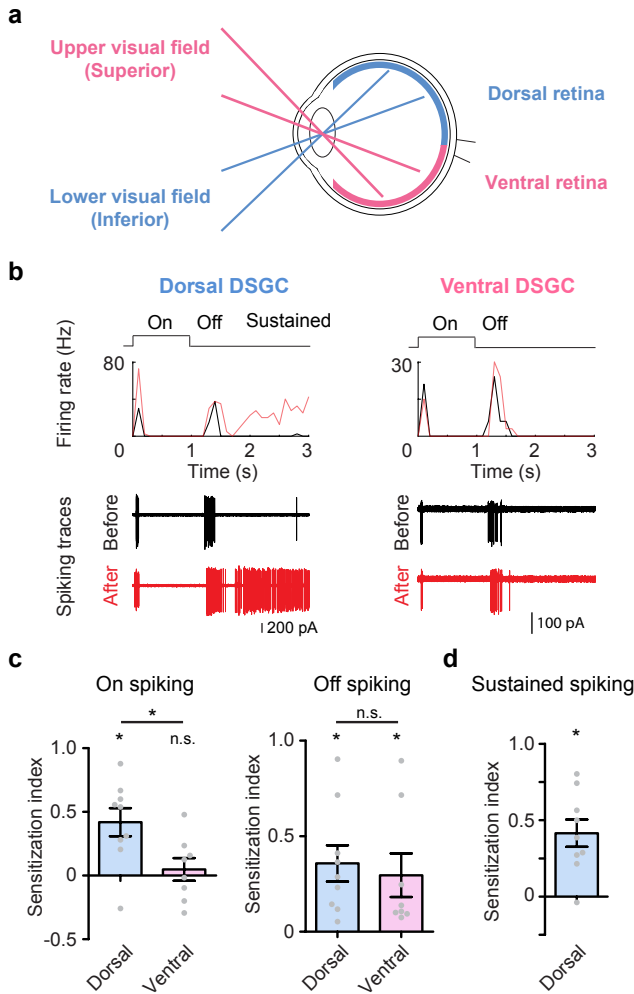 a
Upper visual field
(Superior)
Dorsal retina
Lower visual field
(Inferior)
Ventral retina
b
Dorsal DSGC
Ventral DSGC
On Off Sustained
On Off
Firing rate (Hz)
80
0
0 1 2 3
Time (s)
30
0
0 1 2 3
Time (s)
Spiking traces
Before
After
200 pA
Before
After
100 pA
c
On spiking
*
* n.s.
Sensitization index
1.0
0.5
0
-0.5
Dorsal
Ventral
Off spiking
n.s.
* *
Sensitization index
1.0
0.5
0
Dorsal
Ventral
d
Sustained spiking
*
Sensitization index
1.0
0.5
0
Dorsal